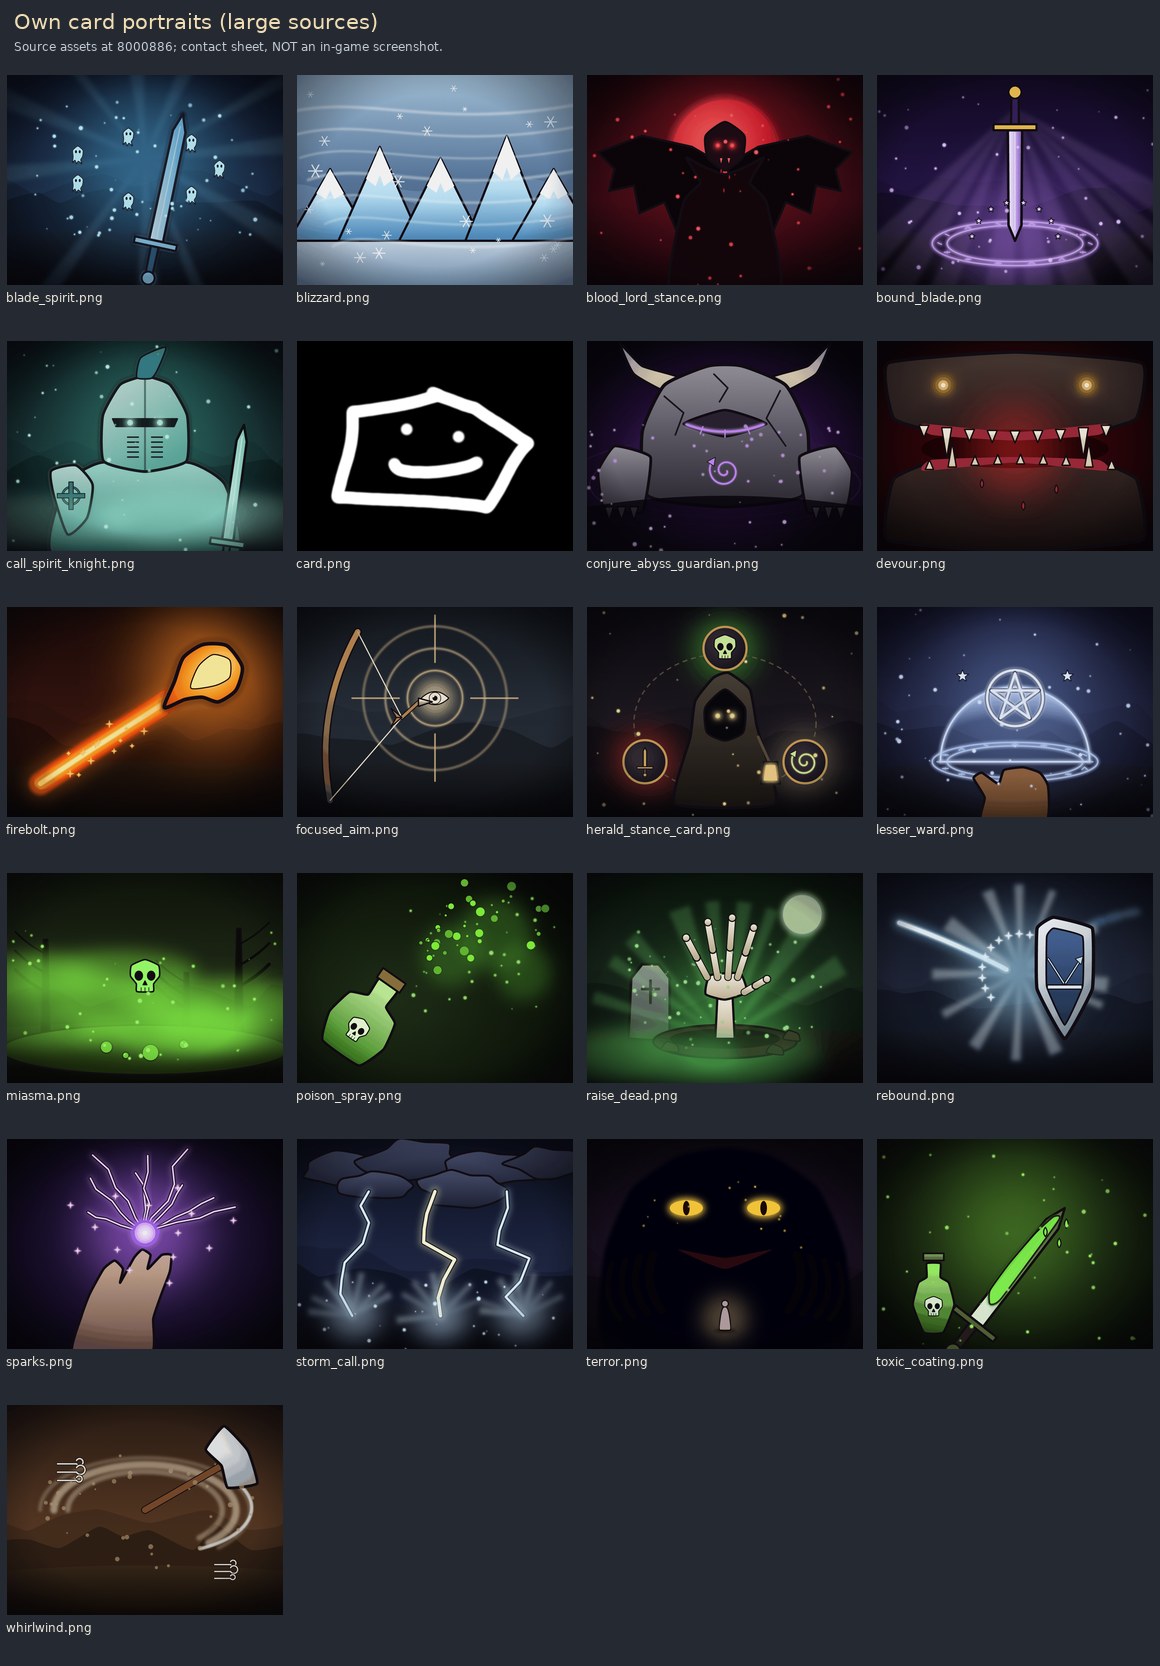 Own card portraits (large sources)
Source assets at 8000886; contact sheet, NOT an in-game screenshot.
blade_spirit.png
blizzard.png
blood_lord_stance.png
bound_blade.png
call_spirit_knight.png
card.png
conjure_abyss_guardian.png
devour.png
firebolt.png
focused_aim.png
herald_stance_card.png
lesser_ward.png
miasma.png
poison_spray.png
raise_dead.png
rebound.png
sparks.png
storm_call.png
terror.png
toxic_coating.png
whirlwind.png